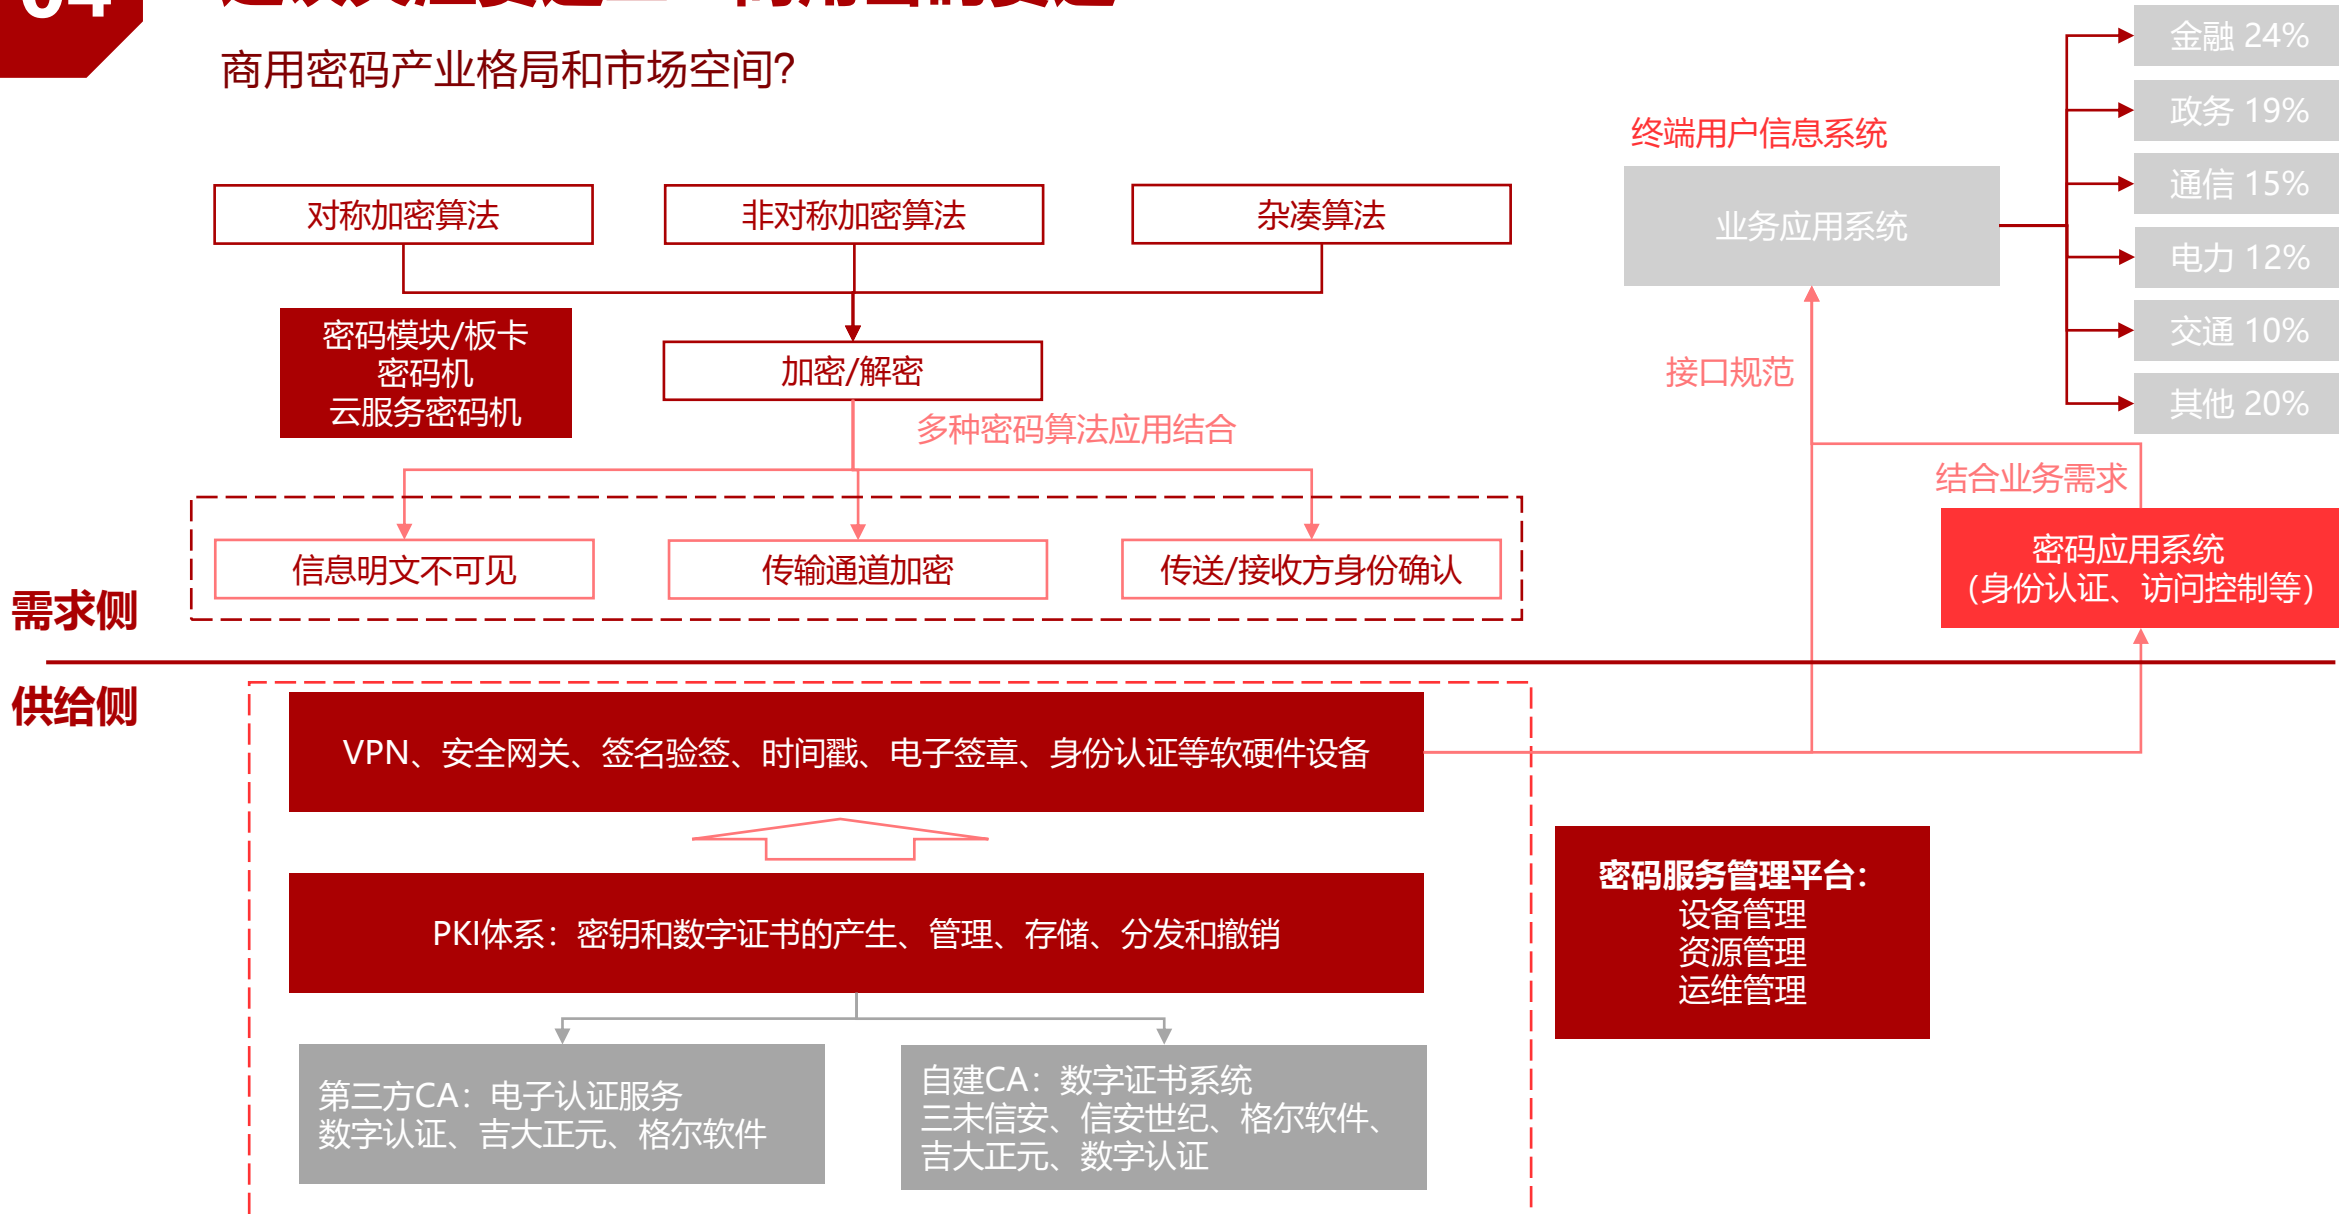 04
商用密码产业格局和市场空间?
金融 24%
政务 19%
通信 15%
电力 12%
交通 10%
其他 20%
终端用户信息系统
业务应用系统
对称加密算法
非对称加密算法
杂凑算法
密码模块/板卡
密码机
云服务密码机
加密/解密
接口规范
多种密码算法应用结合
结合业务需求
信息明文不可见
传输通道加密
传送/接收方身份确认
密码应用系统
（身份认证、访问控制等）
需求侧
供给侧
VPN、安全网关、签名验签、时间戳、电子签章、身份认证等软硬件设备
PKI体系：密钥和数字证书的产生、管理、存储、分发和撤销
密码服务管理平台：
设备管理
资源管理
运维管理
第三方CA：电子认证服务
数字认证、吉大正元、格尔软件
自建CA：数字证书系统
三未信安、信安世纪、格尔软件、
吉大正元、数字认证